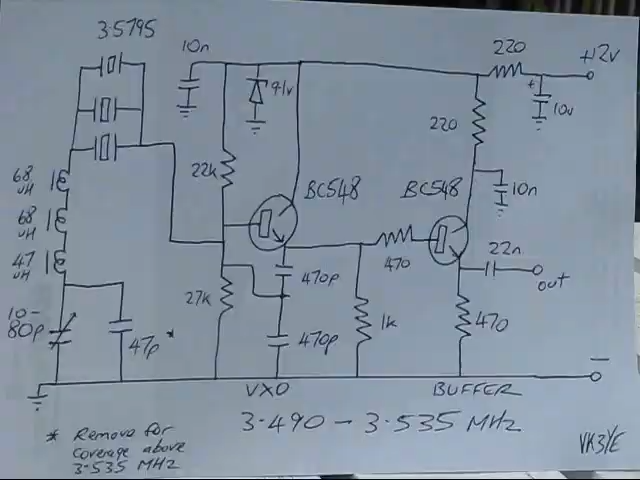 3.5795
10n
220
+12v
+
10u
91v
220
68
uH
22k
BC548
BC548
10n
68
uH
47
uH
470
22n
out
470p
27k
10-
80p
47p *
470p
1k
470
VXO
BUFFER
3.490 - 3.535 MHz
* Remove for
coverage above
3.535 MHz
VK3YE